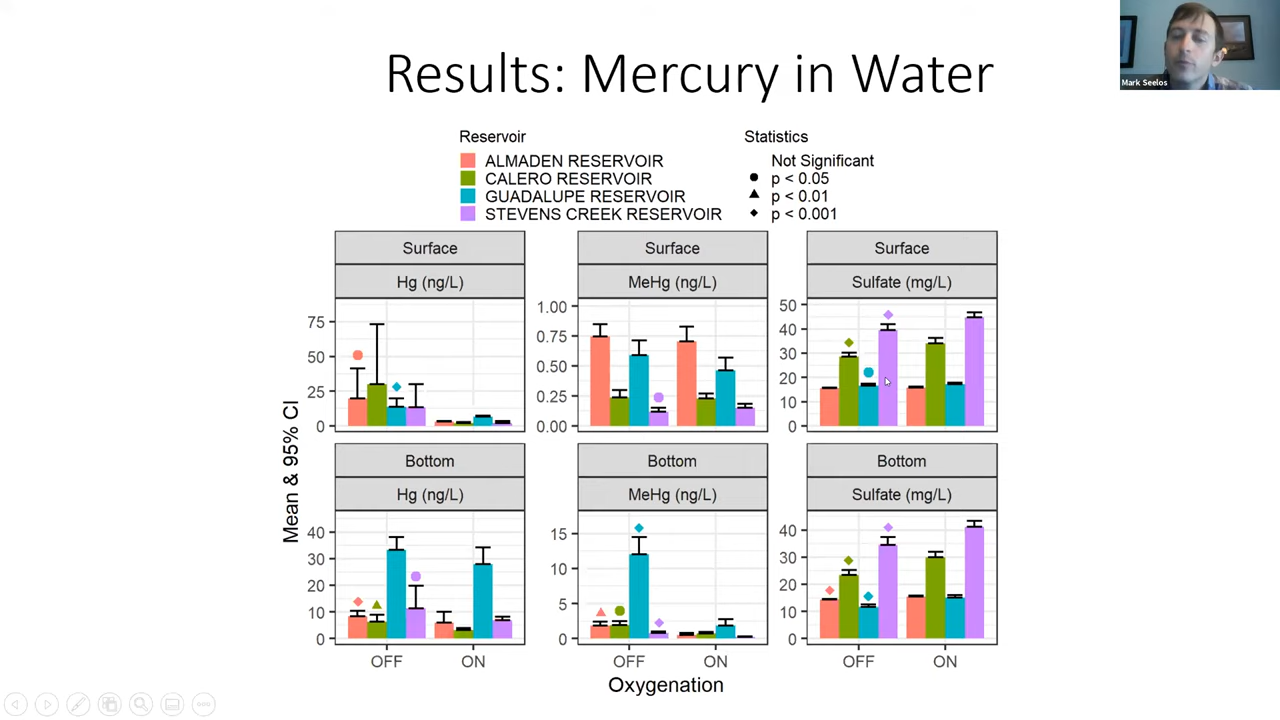 Results: Mercury in Water
Mark Seelos
Reservoir
ALMADEN RESERVOIR
CALERO RESERVOIR
GUADALUPE RESERVOIR
STEVENS CREEK RESERVOIR
Statistics
Not Significant
p < 0.05
p < 0.01
p < 0.001
Mean & 95% CI
Surface
Hg (ng/L)
75
50
25
0
Surface
MeHg (ng/L)
1.00
0.75
0.50
0.25
0.00
Surface
Sulfate (mg/L)
50
40
30
20
10
0
Bottom
Hg (ng/L)
40
30
20
10
0
OFF ON
Bottom
MeHg (ng/L)
15
10
5
0
OFF ON
Bottom
Sulfate (mg/L)
40
30
20
10
0
OFF ON
Oxygenation